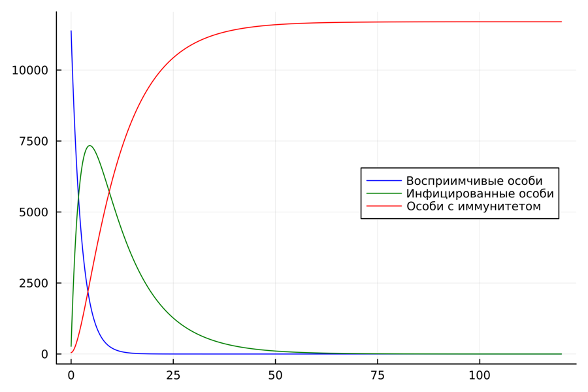 10000
7500
5000
2500
0
Восприимчивые особи
Инфицированные особи
Особи с иммунитетом
0 25 50 75 100